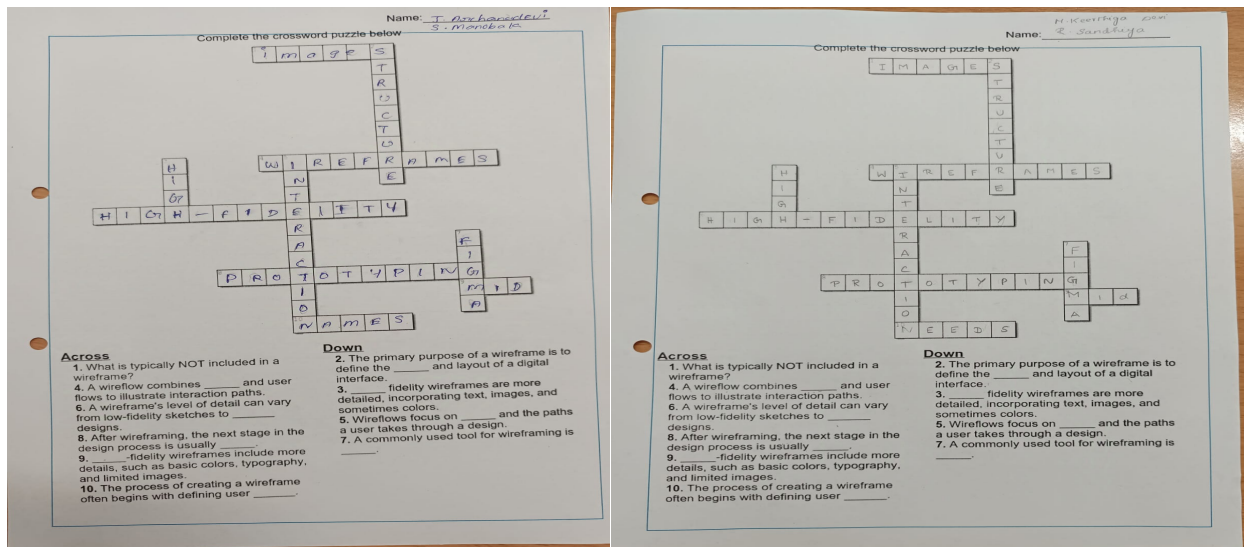 Name: T
S. Manobala
Complete the crossword puzzle below
image S
T
R
U
C
T
U
WIREFRAMES
E
H
I
G
HIGH-FIDELITY
I
N
T
R
A
C
F
I
PROTOTYPING
I
O
MID
A
NAMES
Across
1. What is typically NOT included in a
wireframe?
4. A wireflow combines ______ and user
flows to illustrate interaction paths.
6. A wireframe's level of detail can vary
from low-fidelity sketches to ______
designs.
8. After wireframing, the next stage in the
design process is usually ______.
9. ______-fidelity wireframes include more
details, such as basic colors, typography,
and limited images.
10. The process of creating a wireframe
often begins with defining user ______.
Down
2. The primary purpose of a wireframe is to
define the ______ and layout of a digital
interface.
3. ______ fidelity wireframes are more
detailed, incorporating text, images, and
sometimes colors.
5. Wireflows focus on ______ and the paths
a user takes through a design.
7. A commonly used tool for wireframing is
______.
Name: Devi
Sandhiya
Complete the crossword puzzle below
IMAGES
T
R
U
C
T
U
WIREFRAMES
E
H
I
G
HIGH-FIDELITY
I
N
T
R
A
C
F
I
PROTOTYPING
I
O
MId
A
NEEDS
Across
1. What is typically NOT included in a
wireframe?
4. A wireflow combines ______ and user
flows to illustrate interaction paths.
6. A wireframe's level of detail can vary
from low-fidelity sketches to ______
designs.
8. After wireframing, the next stage in the
design process is usually ______.
9. ______-fidelity wireframes include more
details, such as basic colors, typography,
and limited images.
10. The process of creating a wireframe
often begins with defining user ______.
Down
2. The primary purpose of a wireframe is to
define the ______ and layout of a digital
interface.
3. ______ fidelity wireframes are more
detailed, incorporating text, images, and
sometimes colors.
5. Wireflows focus on ______ and the paths
a user takes through a design.
7. A commonly used tool for wireframing is
______.